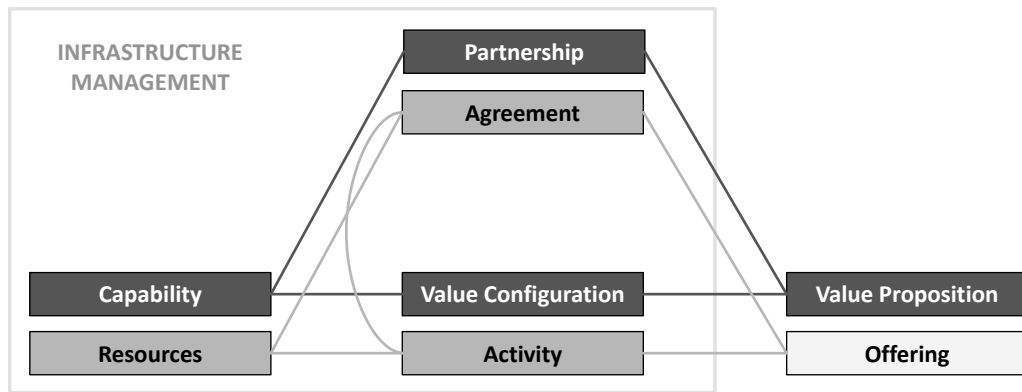 INFRASTRUCTURE
MANAGEMENT
Partnership
Agreement
Capability
Value Configuration
Value Proposition
Resources
Activity
Offering